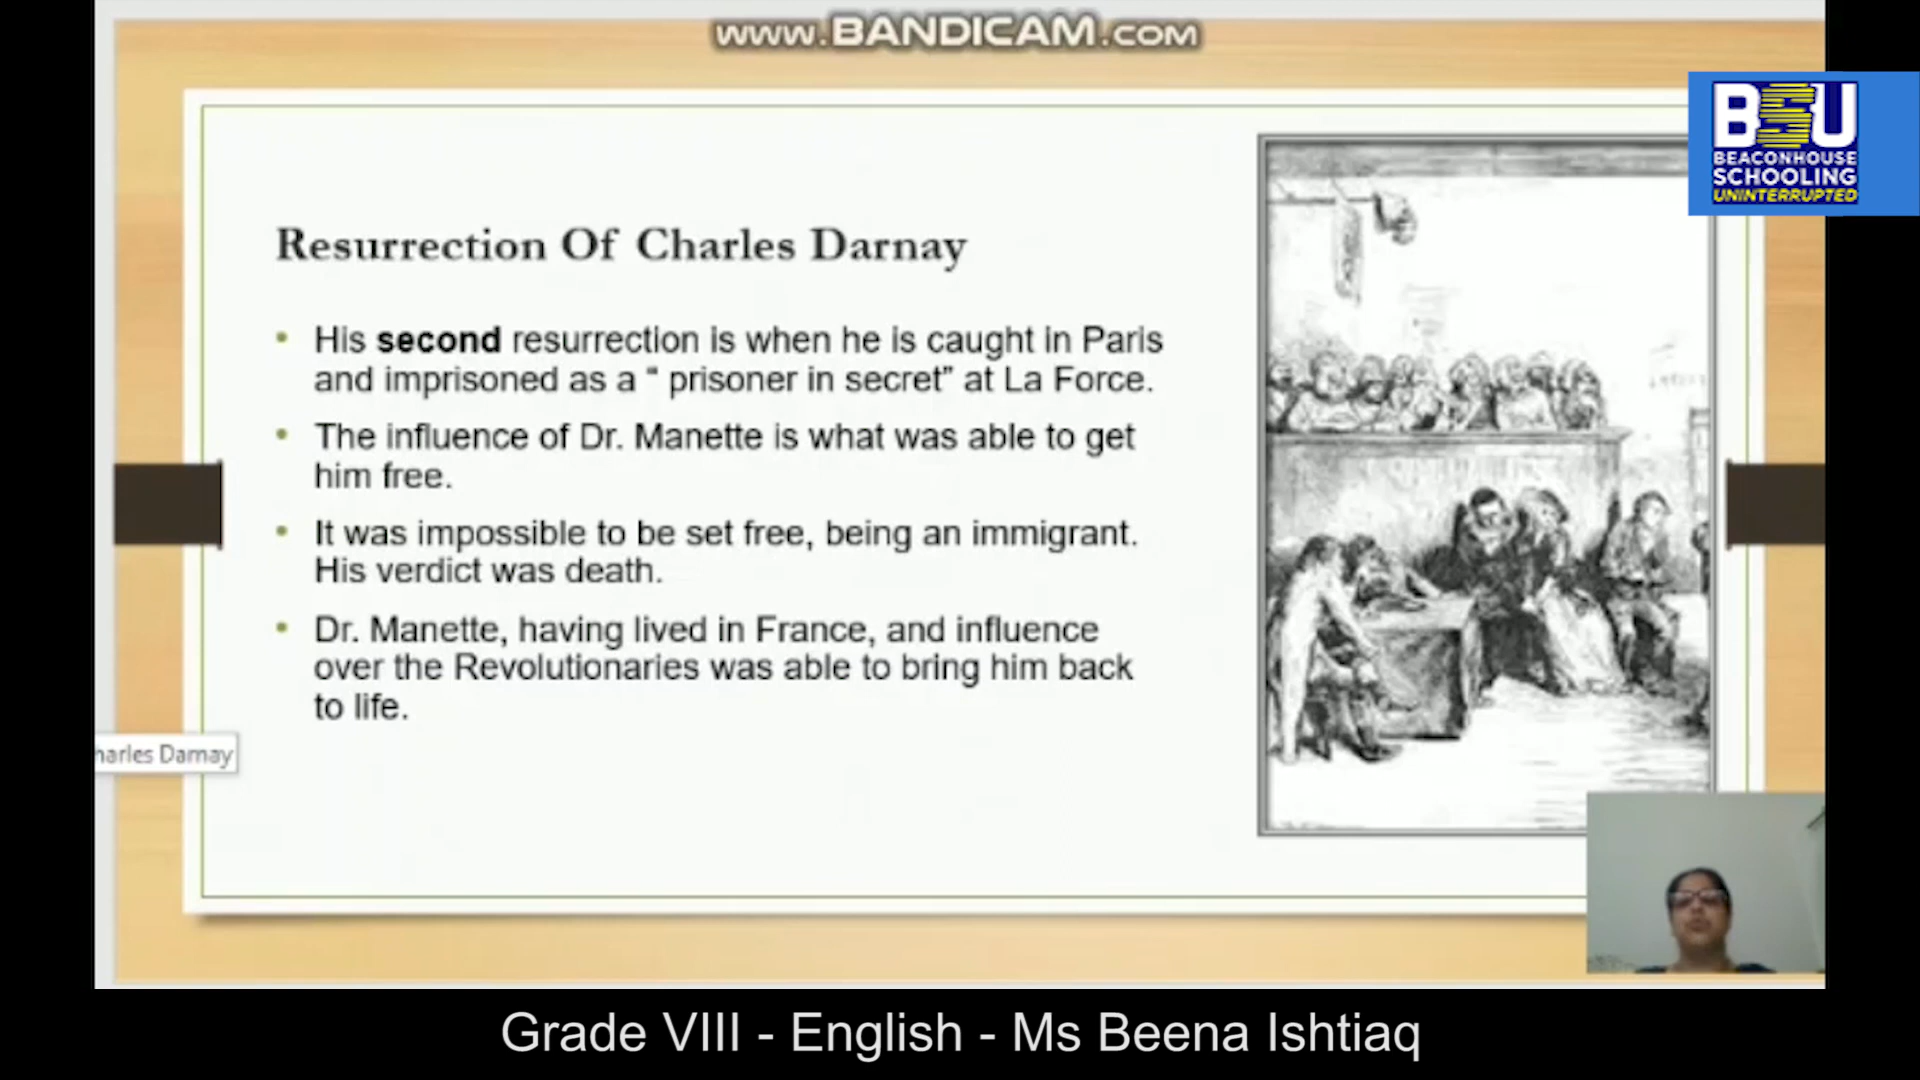 www.BANDICAM.com
BSU
BEACONHOUSE
SCHOOLING
UNINTERRUPTED
Resurrection Of Charles Darnay
• His second resurrection is when he is caught in Paris
and imprisoned as a “ prisoner in secret” at La Force.
• The influence of Dr. Manette is what was able to get
him free.
• It was impossible to be set free, being an immigrant.
His verdict was death.
• Dr. Manette, having lived in France, and influence
over the Revolutionaries was able to bring him back
to life.
harles Darnay
Grade VIII - English - Ms Beena Ishtiaq